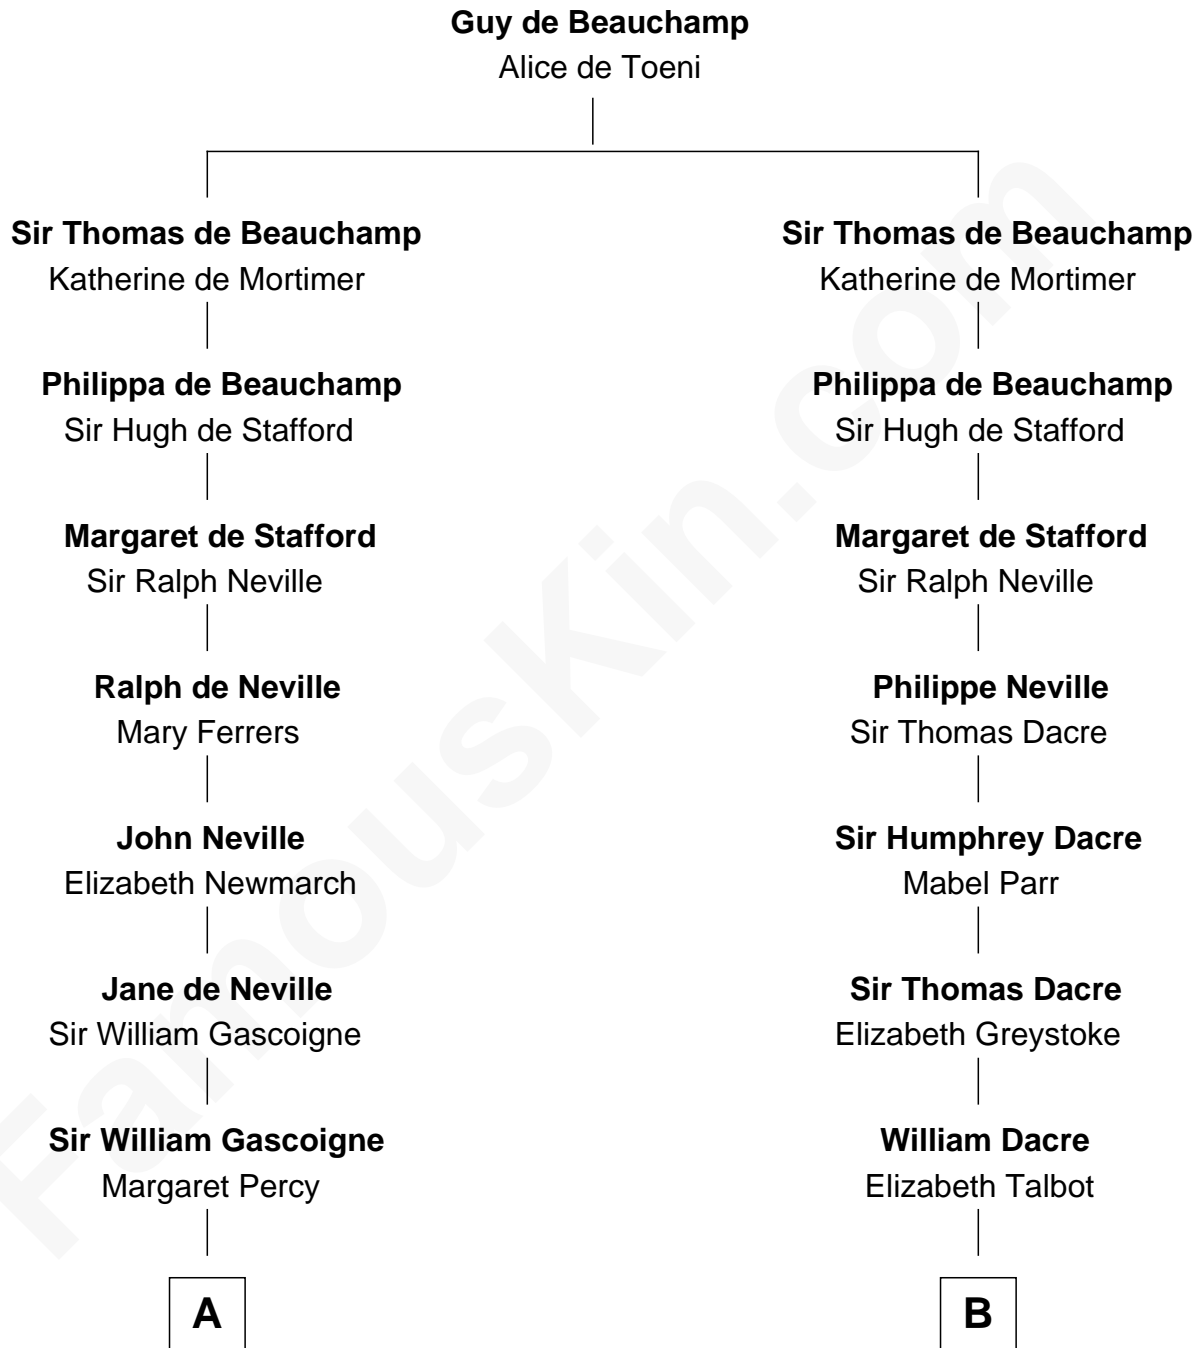 Guy de Beauchamp
Alice de Toeni
Sir Thomas de Beauchamp
Katherine de Mortimer
Philippa de Beauchamp
Sir Hugh de Stafford
Margaret de Stafford
Sir Ralph Neville
Ralph de Neville
Mary Ferrers
John Neville
Elizabeth Newmarch
Jane de Neville
Sir William Gascoigne
Sir William Gascoigne
Margaret Percy
A
Sir Thomas de Beauchamp
Katherine de Mortimer
Philippa de Beauchamp
Sir Hugh de Stafford
Margaret de Stafford
Sir Ralph Neville
Philippe Neville
Sir Thomas Dacre
Sir Humphrey Dacre
Mabel Parr
Sir Thomas Dacre
Elizabeth Greystoke
William Dacre
Elizabeth Talbot
B
FamousKin.com